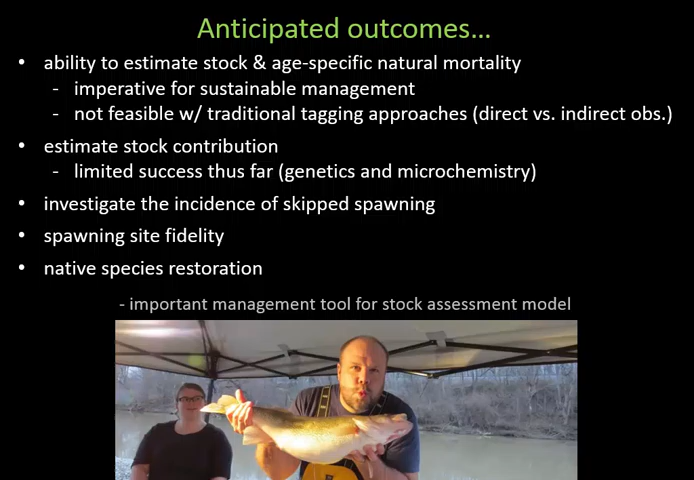 Anticipated outcomes...
• ability to estimate stock & age-specific natural mortality
- imperative for sustainable management
- not feasible w/ traditional tagging approaches (direct vs. indirect obs.)
• estimate stock contribution
- limited success thus far (genetics and microchemistry)
• investigate the incidence of skipped spawning
• spawning site fidelity
• native species restoration
- important management tool for stock assessment model